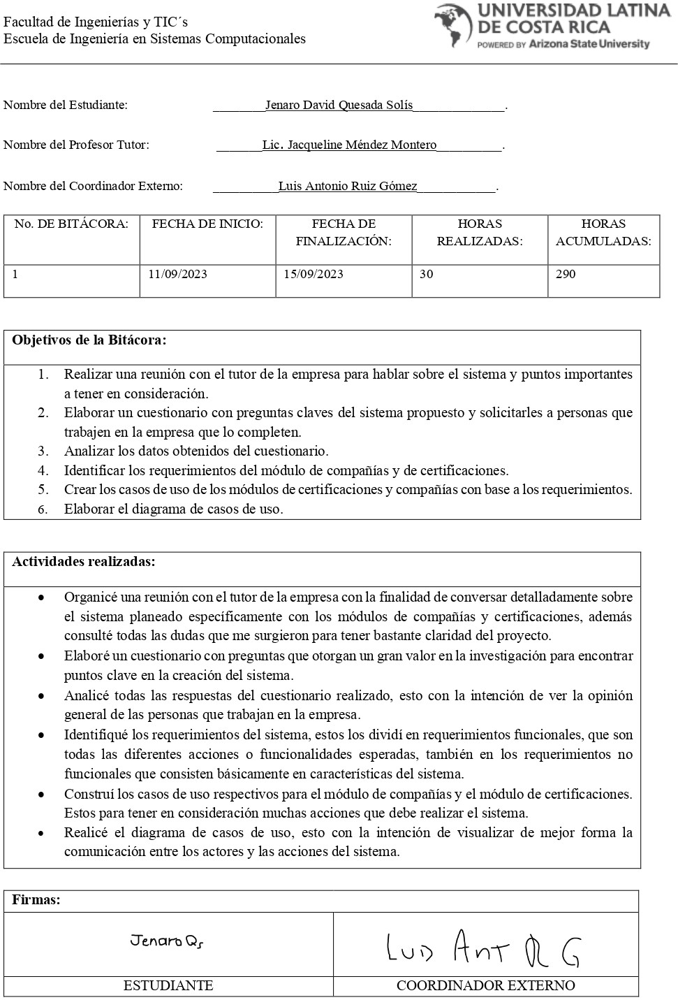 Facultad de Ingenierías y TIC´s
Escuela de Ingeniería en Sistemas Computacionales
UNIVERSIDAD LATINA
DE COSTA RICA
POWERED BY Arizona State University
Nombre del Estudiante: ________Jenaro David Quesada Solís______________.
Nombre del Profesor Tutor: _______Lic. Jacqueline Méndez Montero__________.
Nombre del Coordinador Externo: __________Luis Antonio Ruiz Gómez____________.
No. DE BITÁCORA: FECHA DE INICIO: FECHA DE FINALIZACIÓN: HORAS REALIZADAS: HORAS ACUMULADAS:
1 11/09/2023 15/09/2023 30 290
Objetivos de la Bitácora:
1. Realizar una reunión con el tutor de la empresa para hablar sobre el sistema y puntos importantes
a tener en consideración.
2. Elaborar un cuestionario con preguntas claves del sistema propuesto y solicitarles a personas que
trabajen en la empresa que lo completen.
3. Analizar los datos obtenidos del cuestionario.
4. Identificar los requerimientos del módulo de compañías y de certificaciones.
5. Crear los casos de uso de los módulos de certificaciones y compañías con base a los requerimientos.
6. Elaborar el diagrama de casos de uso.
Actividades realizadas:
• Organicé una reunión con el tutor de la empresa con la finalidad de conversar detalladamente sobre
el sistema planeado específicamente con los módulos de compañías y certificaciones, además
consulté todas las dudas que me surgieron para tener bastante claridad del proyecto.
• Elaboré un cuestionario con preguntas que otorgan un gran valor en la investigación para encontrar
puntos clave en la creación del sistema.
• Analicé todas las respuestas del cuestionario realizado, esto con la intención de ver la opinión
general de las personas que trabajan en la empresa.
• Identifiqué los requerimientos del sistema, estos los dividí en requerimientos funcionales, que son
todas las diferentes acciones o funcionalidades esperadas, también en los requerimientos no
funcionales que consisten básicamente en características del sistema.
• Construí los casos de uso respectivos para el módulo de compañías y el módulo de certificaciones.
Estos para tener en consideración muchas acciones que debe realizar el sistema.
• Realicé el diagrama de casos de uso, esto con la intención de visualizar de mejor forma la
comunicación entre los actores y las acciones del sistema.
Firmas:
Jenaro Qs
Luis Ant R G
ESTUDIANTE COORDINADOR EXTERNO